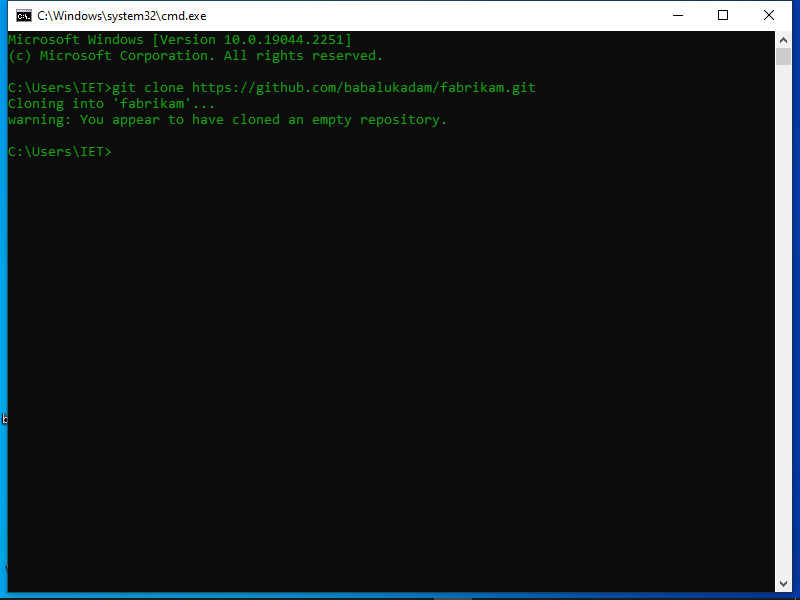 C:\Windows\system32\cmd.exe
Microsoft Windows [Version 10.0.19044.2251]
(c) Microsoft Corporation. All rights reserved.
C:\Users\IET>git clone https://github.com/babalukadam/fabrikam.git
Cloning into 'fabrikam'...
warning: You appear to have cloned an empty repository.
C:\Users\IET>